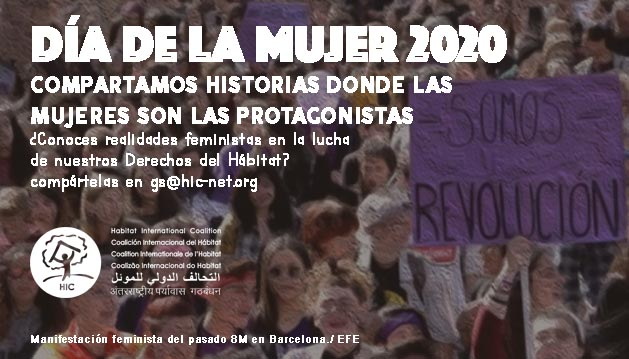 DÍA DE LA MUJER 2020
COMPARTAMOS HISTORIAS DONDE LAS
MUJERES SON LAS PROTAGONISTAS
¿Conoces realidades feministas en la lucha
de nuestros Derechos del Hábitat?
compártelas en gs@hic-net.org
-SOMOS
REVOLUCIÓN
HIC
Habitat International Coalition
Coalición Internacional del Hábitat
Coalition Internationale de l'Habitat
Coalizão Internacional do Habitat
التحالف الدولي للموئل
अंतरराष्ट्रीय पर्यावास गठबंधन
Manifestación feminista del pasado 8M en Barcelona./ EFE